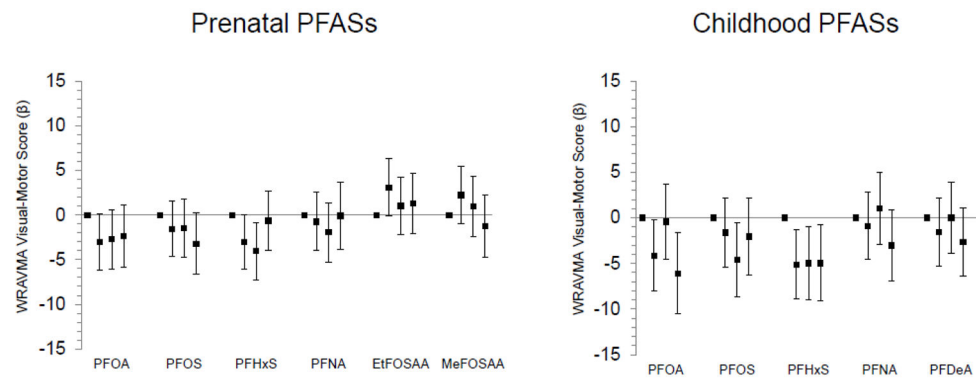 Prenatal PFASs
WRAVMA Visual-Motor Score (β)
15
10
5
0
-5
-10
-15
PFOA PFOS PFHxS PFNA EtFOSAA MeFOSAA
Childhood PFASs
WRAVMA Visual-Motor Score (β)
15
10
5
0
-5
-10
-15
PFOA PFOS PFHxS PFNA PFDeA